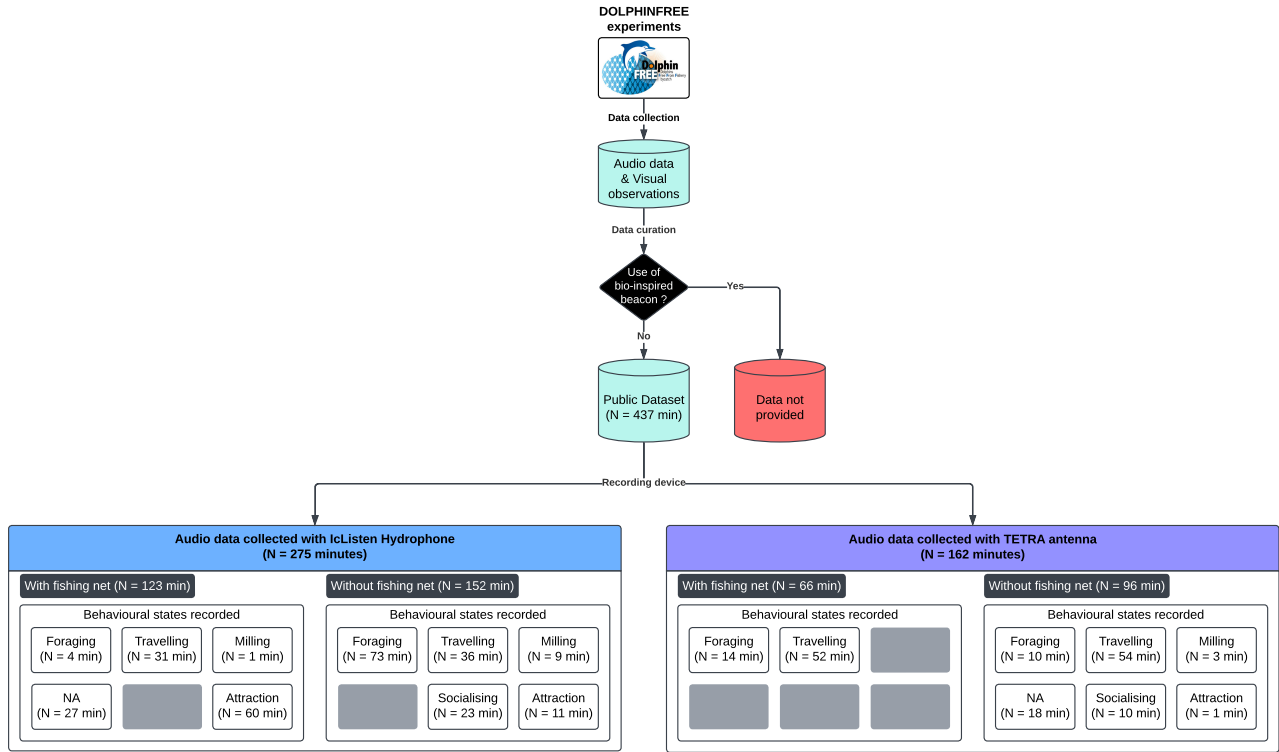 DOLPHINFREE
experiments
Dolphin
FREE
Data collection
Audio data
& Visual
observations
Data curation
Use of
bio-inspired
beacon ?
Yes
No
Public Dataset
(N = 437 min)
Data not
provided
Recording device
Audio data collected with IcListen Hydrophone
(N = 275 minutes)
With fishing net (N = 123 min)
Behavioural states recorded
Foraging
(N = 4 min)
Travelling
(N = 31 min)
Milling
(N = 1 min)
NA
(N = 27 min)
Attraction
(N = 60 min)
Without fishing net (N = 152 min)
Behavioural states recorded
Foraging
(N = 73 min)
Travelling
(N = 36 min)
Milling
(N = 9 min)
Socialising
(N = 23 min)
Attraction
(N = 11 min)
Audio data collected with TETRA antenna
(N = 162 minutes)
With fishing net (N = 66 min)
Behavioural states recorded
Foraging
(N = 14 min)
Travelling
(N = 52 min)
Without fishing net (N = 96 min)
Behavioural states recorded
Foraging
(N = 10 min)
Travelling
(N = 54 min)
Milling
(N = 3 min)
NA
(N = 18 min)
Socialising
(N = 10 min)
Attraction
(N = 1 min)